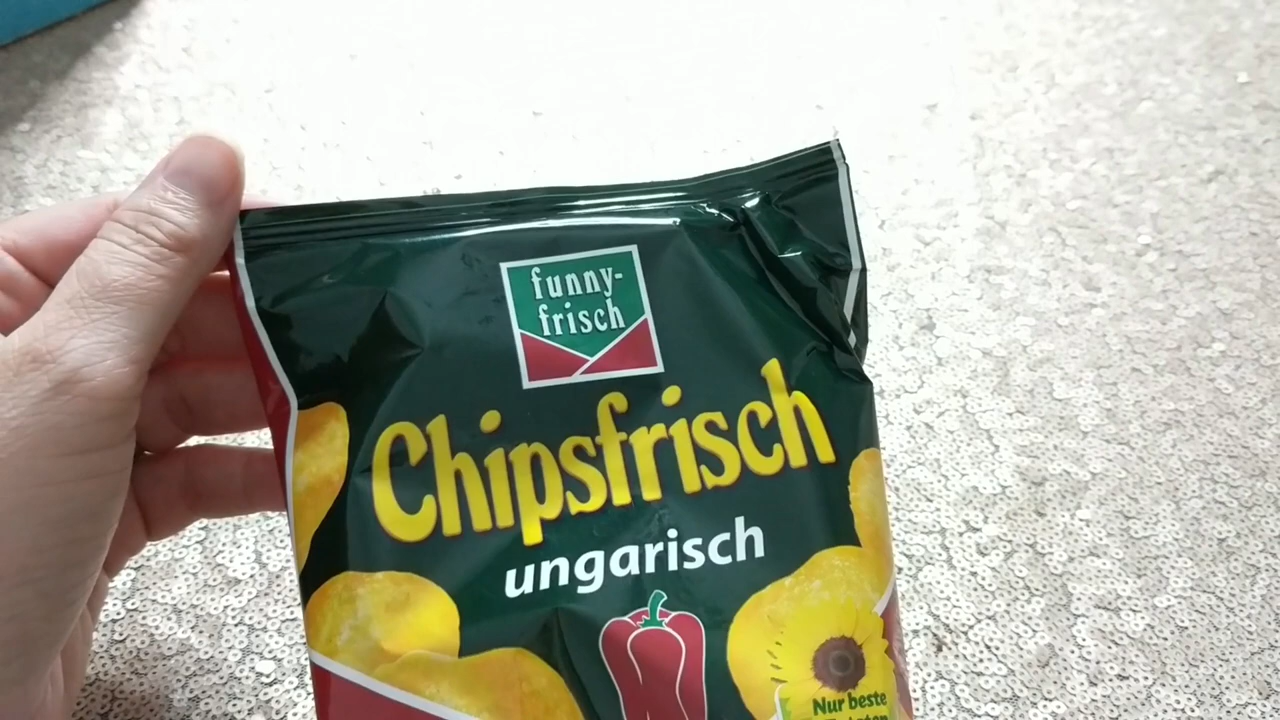 funny-
frisch
Chipsfrisch
ungarisch
Nur beste